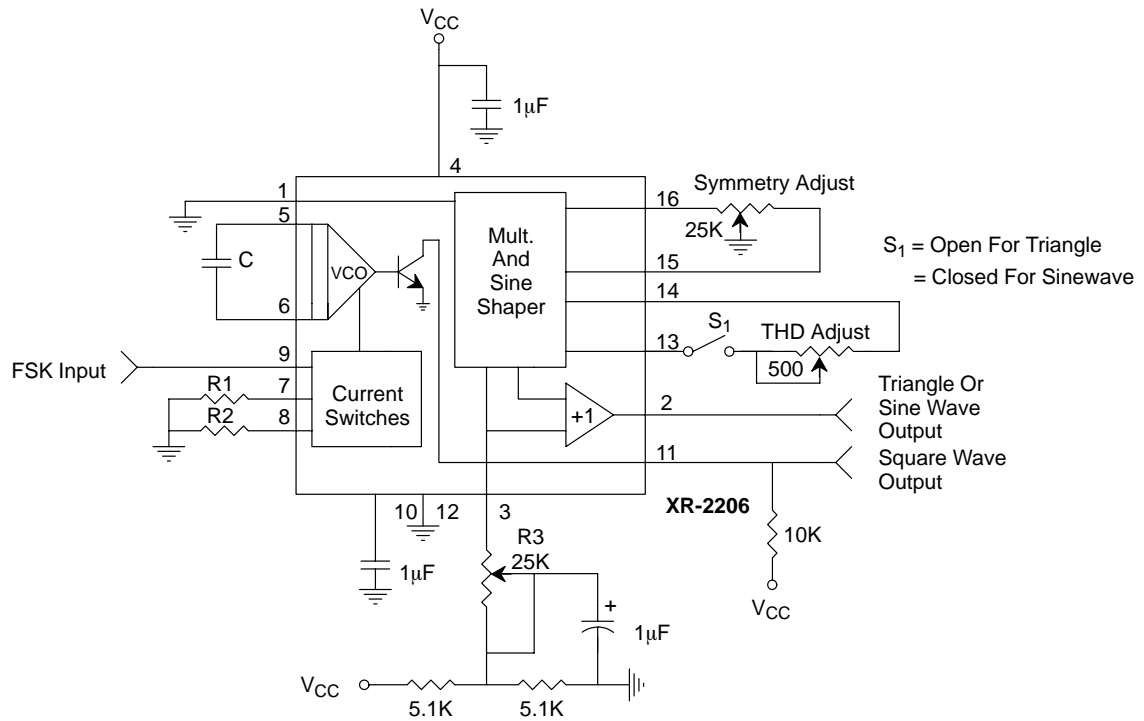 VCC
1µF
4
1
16
Symmetry Adjust
5
25K
Mult.
And
Sine
Shaper
S1 = Open For Triangle
= Closed For Sinewave
C
VCO
15
14
6
S1
THD Adjust
13
500
FSK Input
9
R1
7
Current
Switches
R2
8
+1
2
Triangle Or
Sine Wave
Output
11
Square Wave
Output
XR-2206
10
12
3
R3
25K
10K
1µF
VCC
+
1µF
VCC
5.1K
5.1K